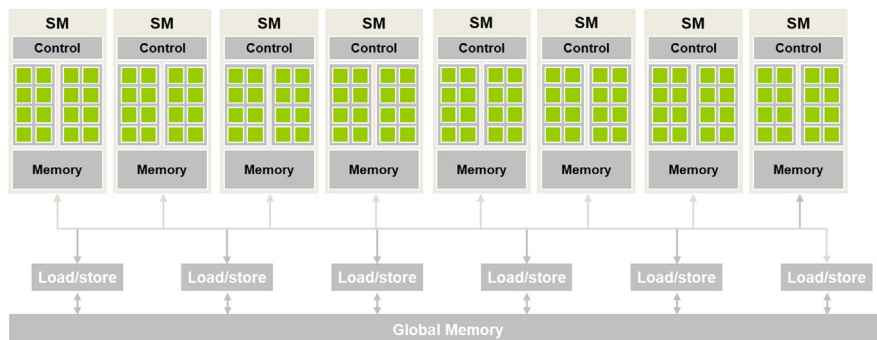 SM SM SM SM SM SM SM SM
Control Control Control Control Control Control Control Control
Memory Memory Memory Memory Memory Memory Memory Memory
Load/store Load/store Load/store Load/store Load/store Load/store
Global Memory